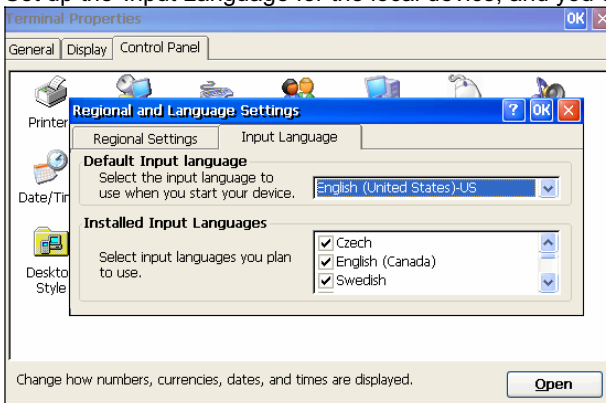 Set up the Input Language for the local device, and you
Terminal Properties OK
General Display Control Panel
Printer
Regional and Language Settings ? OK
Regional Settings Input Language
Default Input language
Select the input language to
use when you start your device.
English (United States)-US
Installed Input Languages
Select input languages you plan
to use.
Czech
English (Canada)
Swedish
Date/Tim
Deskto
Style
Change how numbers, currencies, dates, and times are displayed.
Open